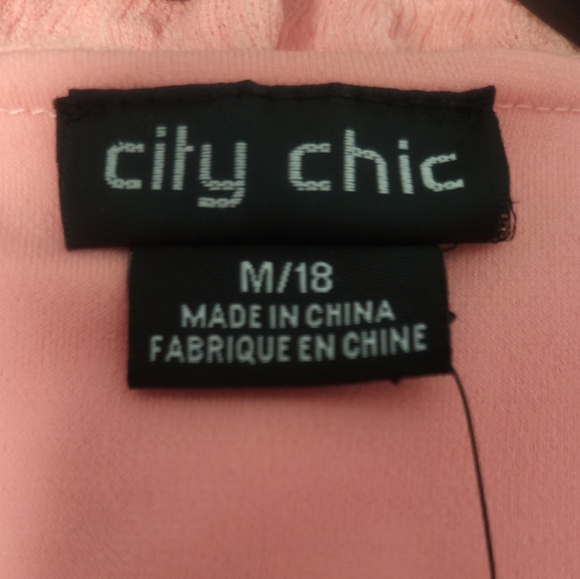 city chic
M/18
MADE IN CHINA
FABRIQUE EN CHINE